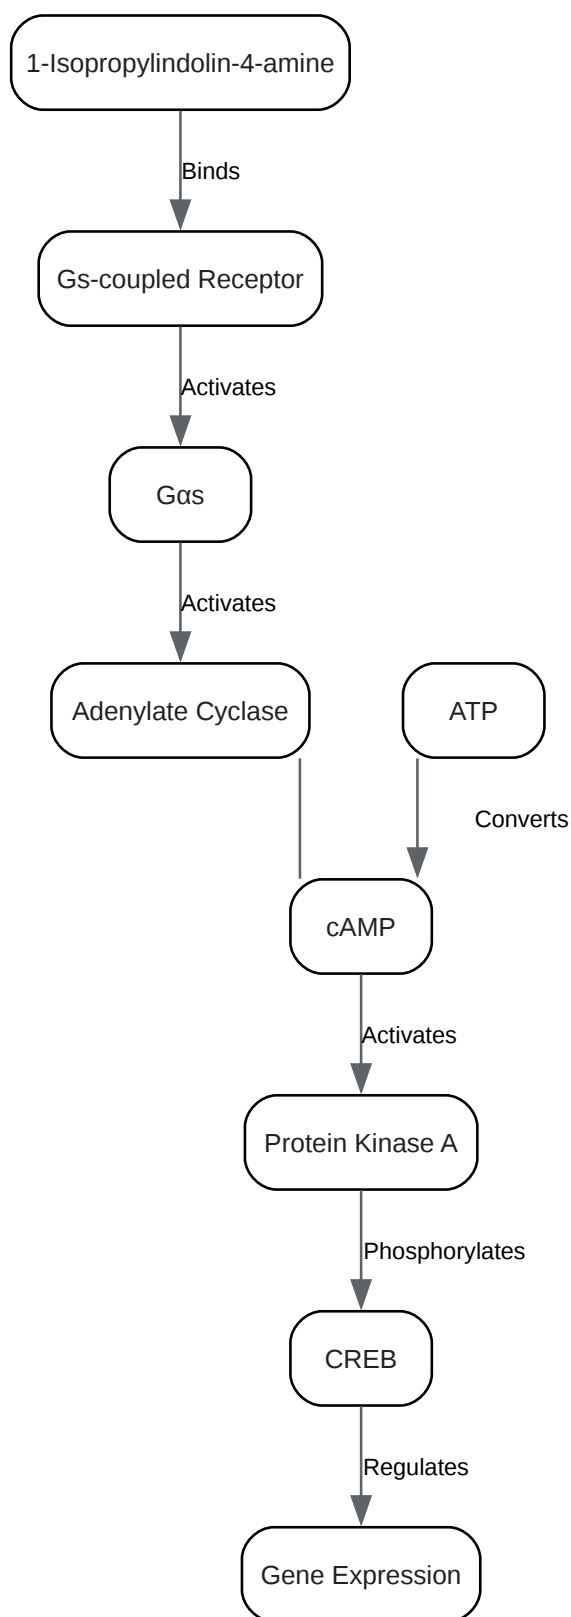 1-Isopropylindolin-4-amine
Binds
Gs-coupled Receptor
Activates
Gαs
Activates
Adenylate Cyclase
ATP
Converts
cAMP
Activates
Protein Kinase A
Phosphorylates
CREB
Regulates
Gene Expression